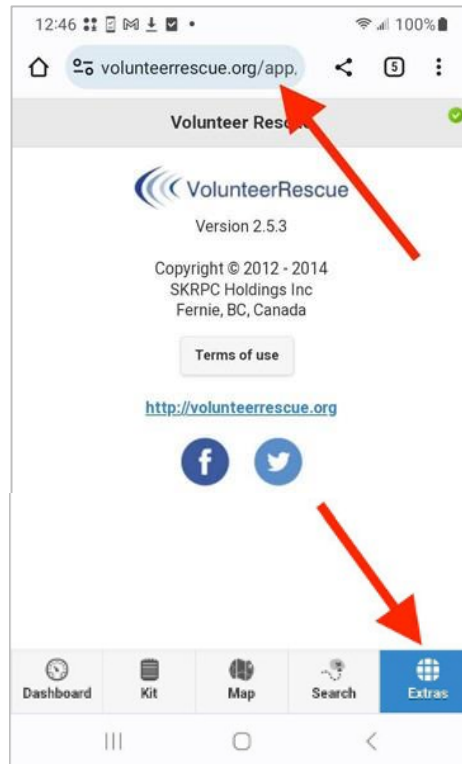 12:46 100%
volunteerrescue.org/app. 5
Volunteer Res
VolunteerRescue
Version 2.5.3
Copyright © 2012 - 2014
SKRPC Holdings Inc
Fernie, BC, Canada
Terms of use
http://volunteerrescue.org
Dashboard Kit Map Search Extras